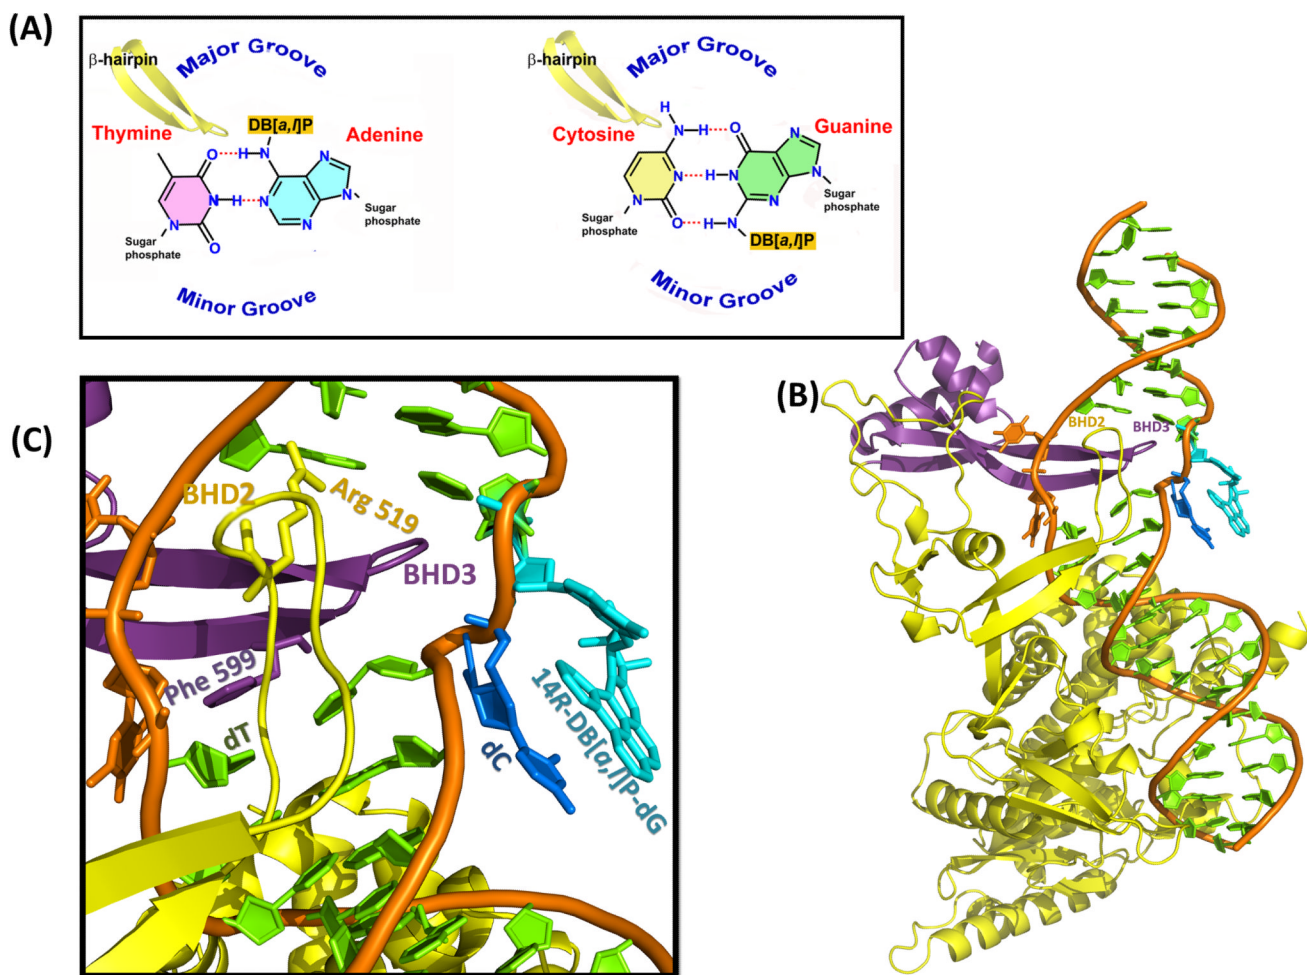 (A)
β-hairpin
Major Groove
Thymine
DB[a,l]P
Adenine
O
H
N
N
N
H
N
N
N
N
O
Sugar
phosphate
Sugar
phosphate
Minor Groove
β-hairpin
Major Groove
H
Cytosine
N
H
O
N
Guanine
N
H
N
N
N
N
O
H
N
Sugar
phosphate
Sugar
phosphate
DB[a,l]P
Minor Groove
(B)
BHD2
BHD3
(C)
BHD2
Arg 519
BHD3
Phe 599
dT
dC
14R-DB[a,l]P-dG